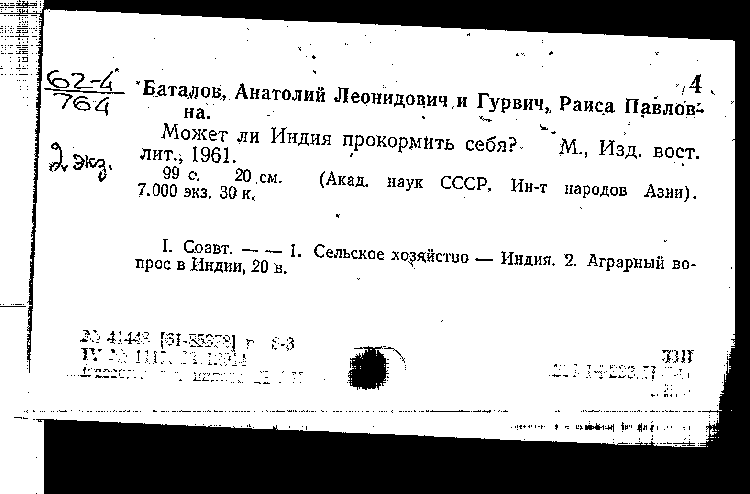 4
62-4
764
2 экз.
Баталов, Анатолий Леонидович и Гурвич, Раиса Павлов-
на.
Может ли Индия прокормить себя? М., Изд. вост.
лит., 1961.
99 с. 20 см. (Акад. наук СССР. Ин-т народов Азии).
7.000 экз. 30 к.
I. Соавт. — — 1. Сельское хозяйство — Индия. 2. Аграрный во-
прос в Индии, 20 в.
№ 41448